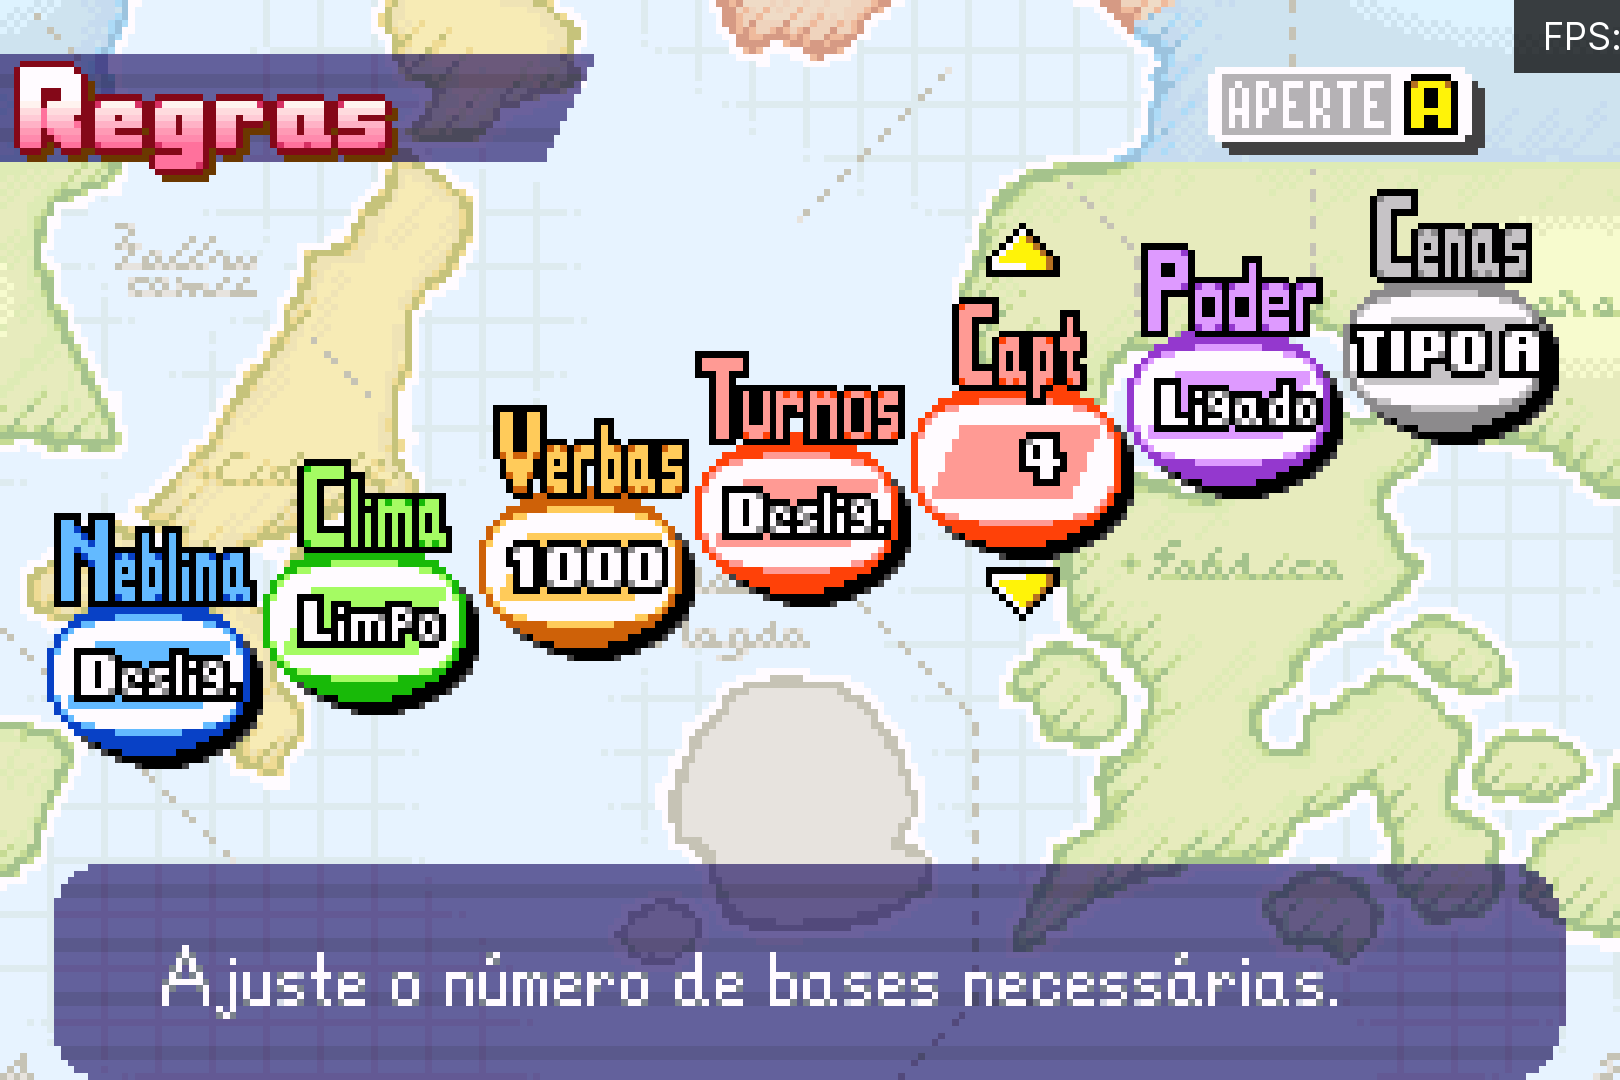 FPS:
Regras
APERTE A
Neblina
Deslig.
Clima
Limpo
Verbas
1000
Turnos
Deslig.
Capt
9
Poder
Ligado
Cenas
TIPO A
Ajuste o número de bases necessárias.